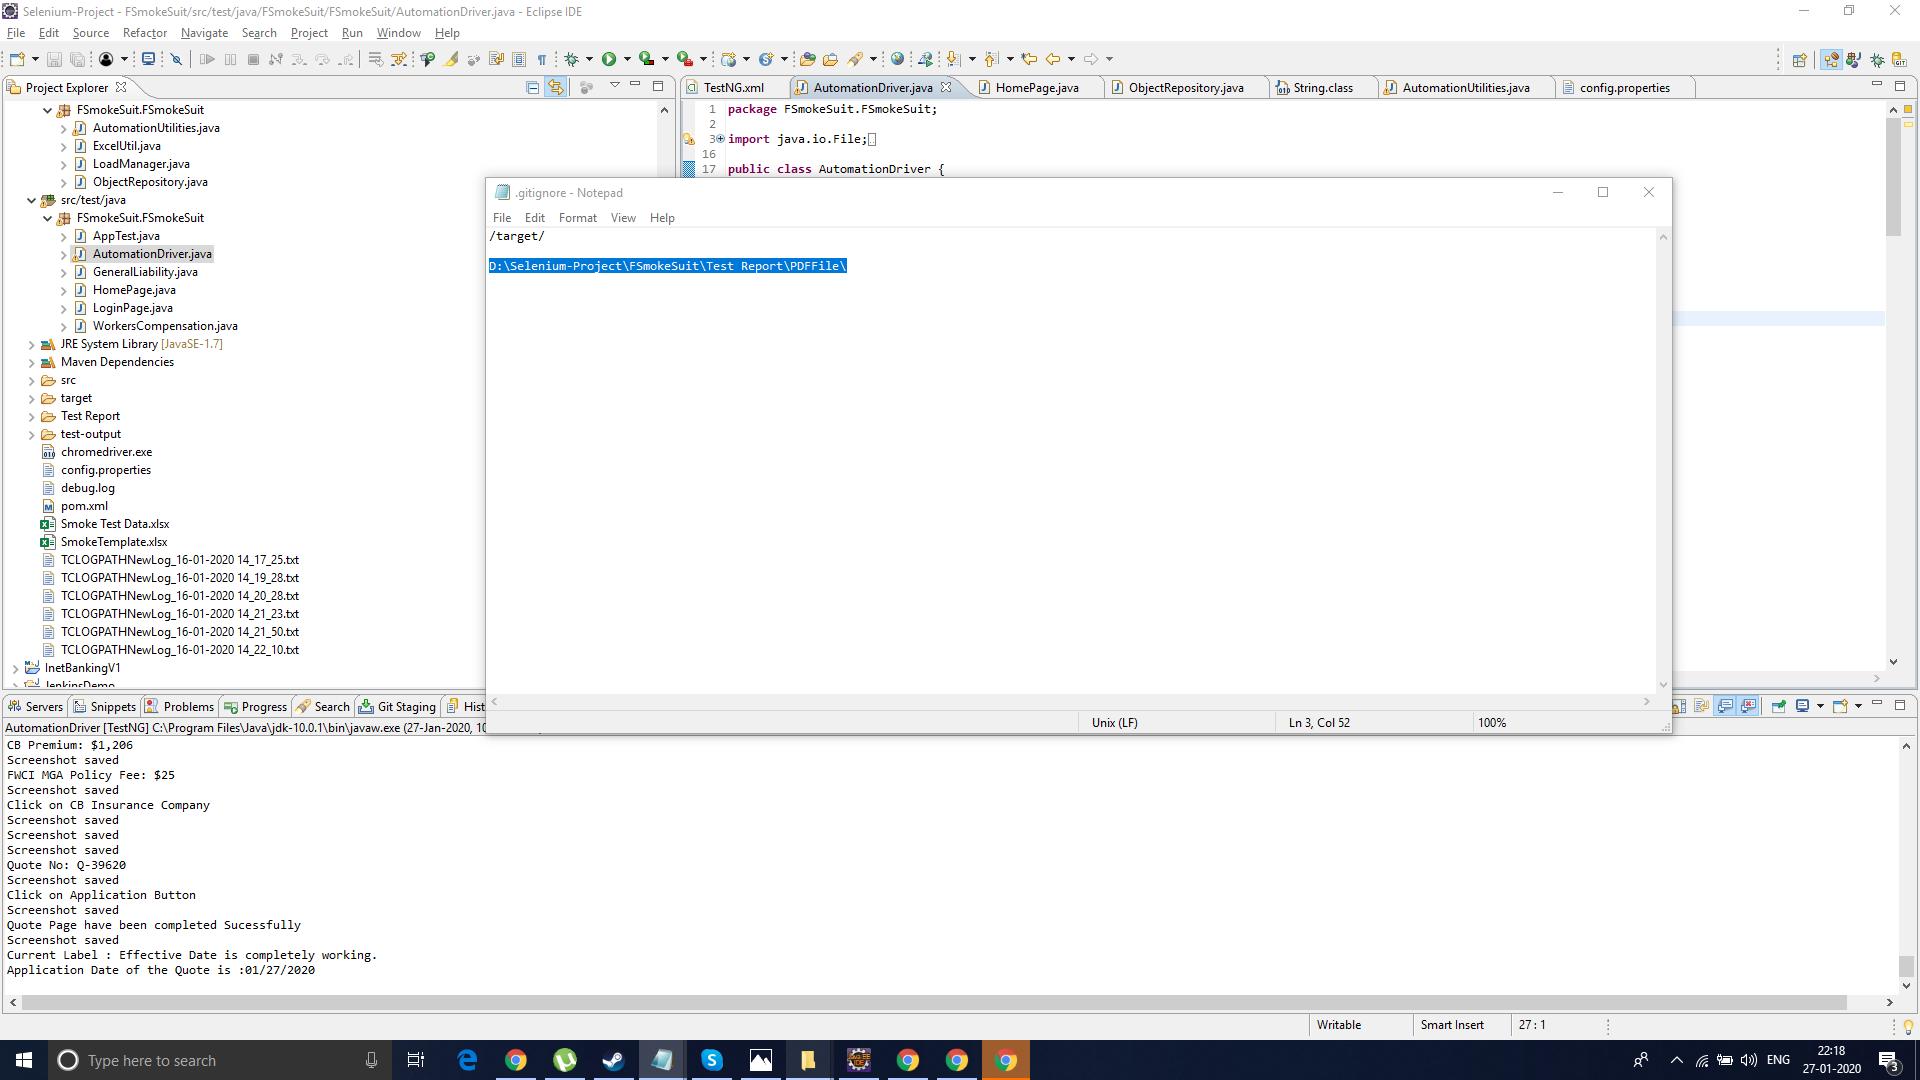 Selenium-Project - FSmokeSuit/src/test/java/FSmokeSuit/FSmokeSuit/AutomationDriver.java - Eclipse IDE
File Edit Source Refactor Navigate Search Project Run Window Help
Project Explorer
FSmokeSuit.FSmokeSuit
AutomationUtilities.java
ExcelUtil.java
LoadManager.java
ObjectRepository.java
src/test/java
FSmokeSuit.FSmokeSuit
AppTest.java
AutomationDriver.java
GeneralLiability.java
HomePage.java
LoginPage.java
WorkersCompensation.java
JRE System Library [JavaSE-1.7]
Maven Dependencies
src
target
Test Report
test-output
chromedriver.exe
config.properties
debug.log
pom.xml
Smoke Test Data.xlsx
SmokeTemplate.xlsx
TCLOGPATHNewLog_16-01-2020 14_17_25.txt
TCLOGPATHNewLog_16-01-2020 14_19_28.txt
TCLOGPATHNewLog_16-01-2020 14_20_28.txt
TCLOGPATHNewLog_16-01-2020 14_21_23.txt
TCLOGPATHNewLog_16-01-2020 14_21_50.txt
TCLOGPATHNewLog_16-01-2020 14_22_10.txt
InetBankingV1
JenkinsDemo
TestNG.xml AutomationDriver.java HomePage.java ObjectRepository.java String.class AutomationUtilities.java config.properties
1 package FSmokeSuit.FSmokeSuit;
2
3 import java.io.File;
16
17 public class AutomationDriver {
.gitignore - Notepad
File Edit Format View Help
/target/
D:\Selenium-Project\FSmokeSuit\Test Report\PDFFile\
Unix (LF) Ln 3, Col 52 100%
Servers Snippets Problems Progress Search Git Staging Hist
AutomationDriver [TestNG] C:\Program Files\Java\jdk-10.0.1\bin\javaw.exe (27-Jan-2020, 10
CB Premium: $1,206
Screenshot saved
FWCI MGA Policy Fee: $25
Screenshot saved
Click on CB Insurance Company
Screenshot saved
Screenshot saved
Screenshot saved
Quote No: Q-39620
Screenshot saved
Click on Application Button
Screenshot saved
Quote Page have been completed Sucessfully
Screenshot saved
Current Label : Effective Date is completely working.
Application Date of the Quote is :01/27/2020
Writable Smart Insert 27 : 1
Type here to search
ENG
22:18
27-01-2020
3